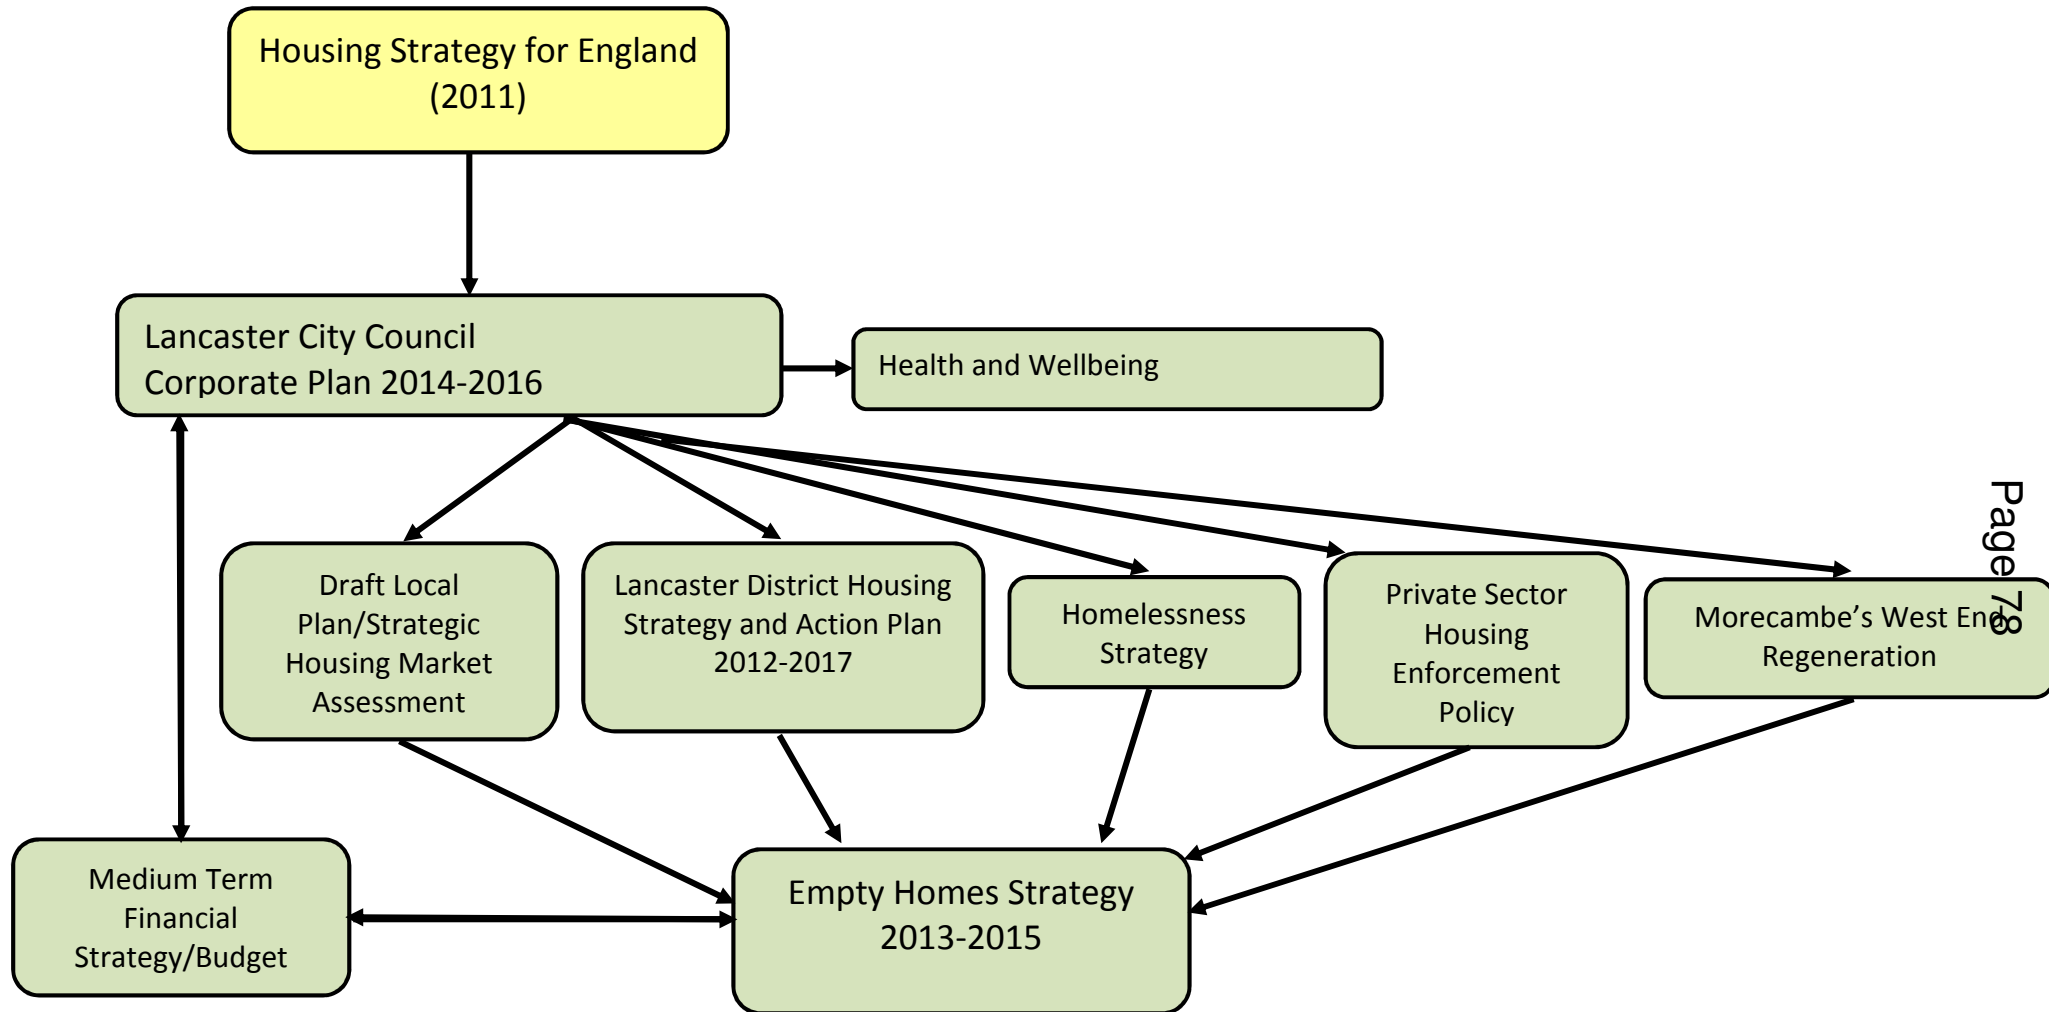 Housing Strategy for England
(2011)
Lancaster City Council
Corporate Plan 2014-2016
Health and Wellbeing
Draft Local
Plan/Strategic
Housing Market
Assessment
Lancaster District Housing
Strategy and Action Plan
2012-2017
Homelessness
Strategy
Private Sector
Housing
Enforcement
Policy
Morecambe’s West End
Regeneration
Page 78
Medium Term
Financial
Strategy/Budget
Empty Homes Strategy
2013-2015